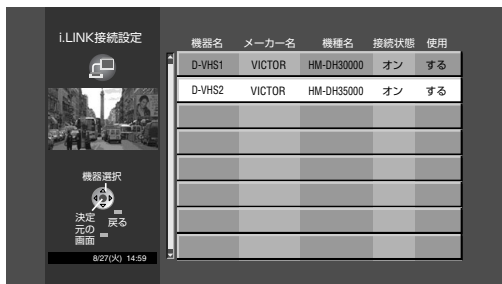 i.LINK接続設定
機器名 メーカー名 機種名 接続状態 使用
D-VHS1 VICTOR HM-DH30000 オン する
D-VHS2 VICTOR HM-DH35000 オン する
機器選択
決定 戻る
元の
画面
8/27(火) 14:59